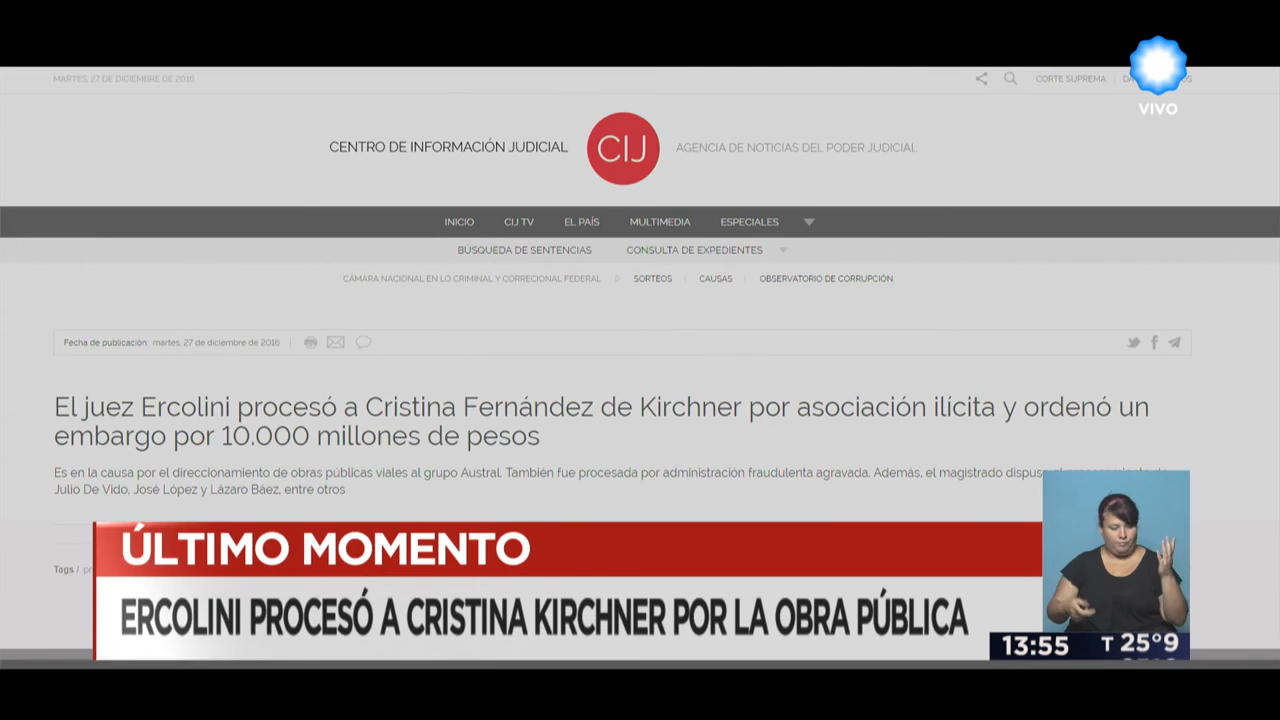 MARTES, 27 DE DICIEMBRE DE 2016
CORTE SUPREMA
VIVO
CENTRO DE INFORMACIÓN JUDICIAL
CIJ
AGENCIA DE NOTICIAS DEL PODER JUDICIAL
INICIO CIJ TV EL PAÍS MULTIMEDIA ESPECIALES
BÚSQUEDA DE SENTENCIAS CONSULTA DE EXPEDIENTES
CÁMARA NACIONAL EN LO CRIMINAL Y CORRECIONAL FEDERAL SORTEOS CAUSAS OBSERVATORIO DE CORRUPCIÓN
Fecha de publicación: martes, 27 de diciembre de 2016
El juez Ercolini procesó a Cristina Fernández de Kirchner por asociación ilícita y ordenó un
embargo por 10.000 millones de pesos
Es en la causa por el direccionamiento de obras públicas viales al grupo Austral. También fue procesada por administración fraudulenta agravada. Además, el magistrado
Julio De Vido, José López y Lázaro Báez, entre otros
Tags /
ÚLTIMO MOMENTO
ERCOLINI PROCESÓ A CRISTINA KIRCHNER POR LA OBRA PÚBLICA
13:55 T 25°9